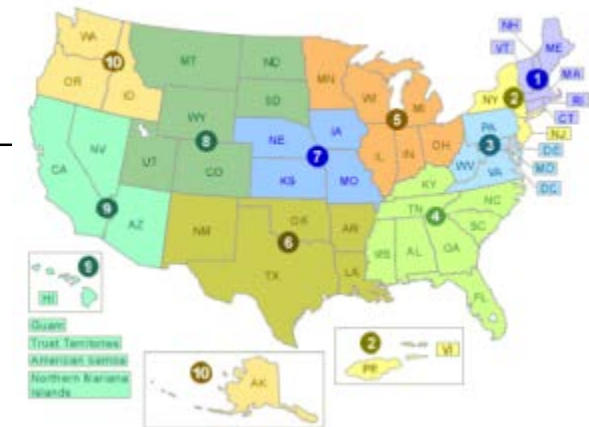 WA
10
OR
ID
MT
ND
SD
WY
8
UT
CO
CA
NV
9
AZ
NE
IA
7
KS
MO
MN
WI
5
MI
IL
IN
OH
NM
OK
6
AR
TX
LA
KY
TN
4
NC
SC
MS
AL
GA
FL
PA
3
WV
VA
DE
MD
DC
NY
2
NJ
NH
VT
ME
1
MA
RI
CT
9
HI
Guam
Trust Territories
American Samoa
Northern Mariana
Islands
10
AK
2
VI